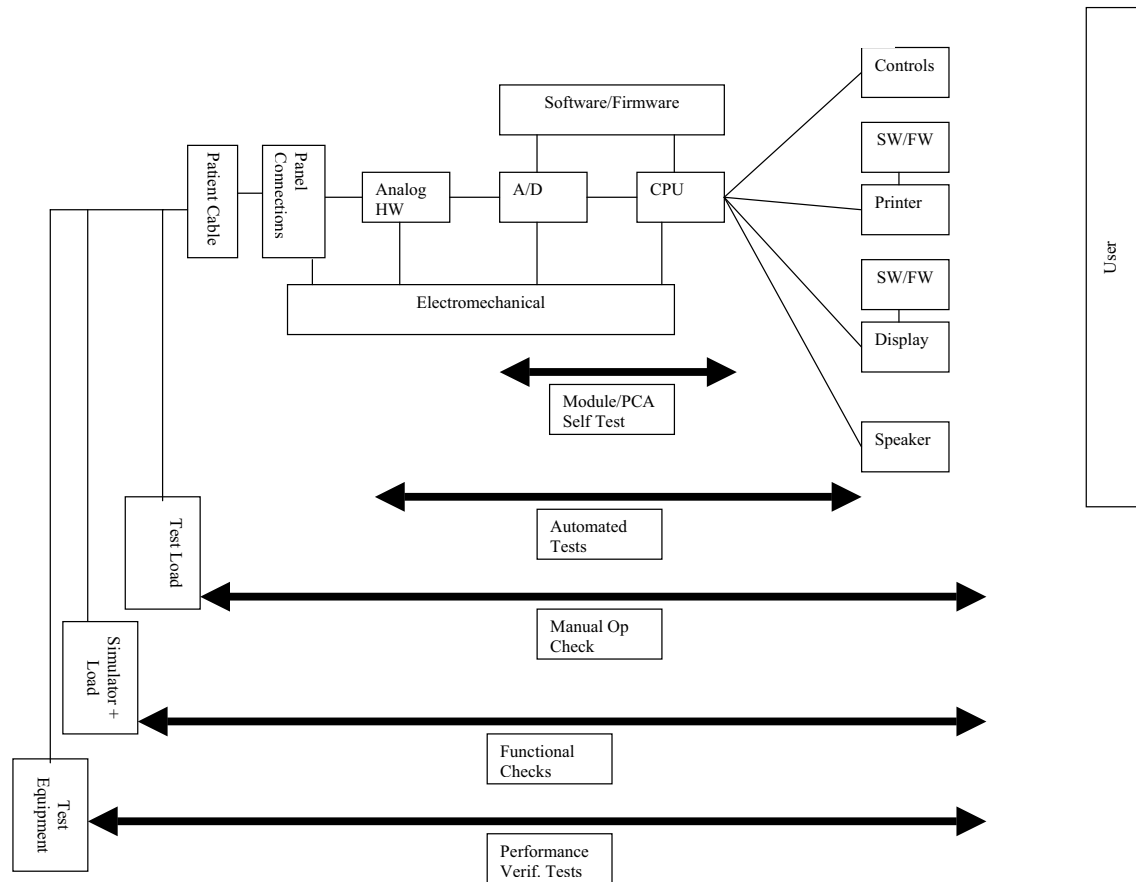 Controls
Software/Firmware
SW/FW
Patient Cable
Panel
Connections
Analog
HW
A/D
CPU
Printer
User
SW/FW
Electromechanical
Display
Module/PCA
Self Test
Speaker
Test Load
Automated
Tests
Manual Op
Check
Simulator +
Load
Functional
Checks
Test
Equipment
Performance
Verif. Tests